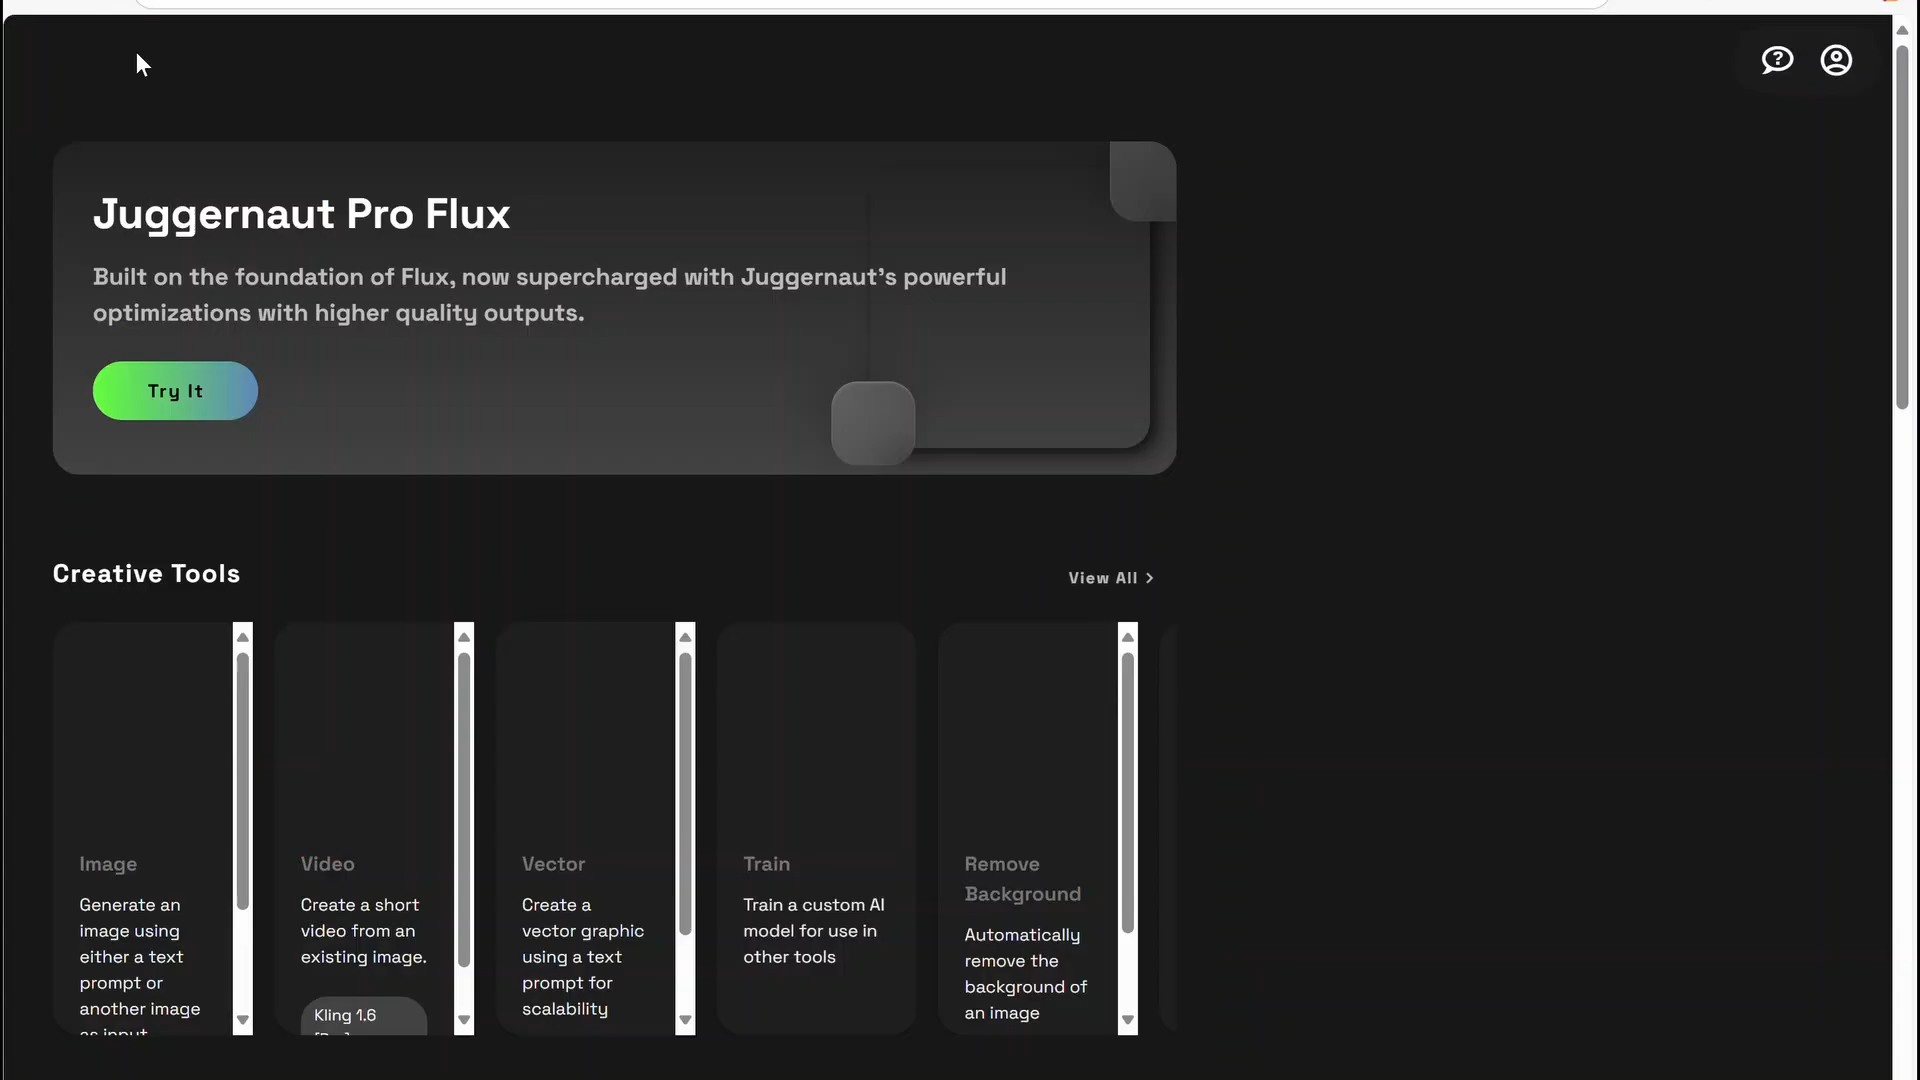 Juggernaut Pro Flux
Built on the foundation of Flux, now supercharged with Juggernaut's powerful
optimizations with higher quality outputs.
Try It
Creative Tools
View All
Image
Generate an
image using
either a text
prompt or
another image
as input
Video
Create a short
video from an
existing image.
Kling 1.6
Vector
Create a
vector graphic
using a text
prompt for
scalability
Train
Train a custom AI
model for use in
other tools
Remove
Background
Automatically
remove the
background of
an image